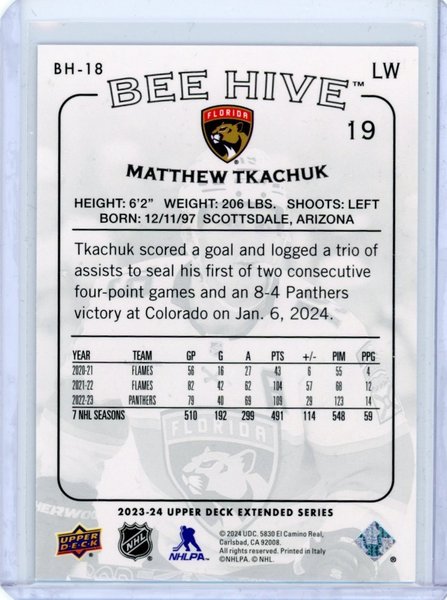 BH-18
LW
BEE HIVE™
FLORIDA
19
MATTHEW TKACHUK
HEIGHT: 6'2" WEIGHT: 206 LBS. SHOOTS: LEFT
BORN: 12/11/97 SCOTTSDALE, ARIZONA
Tkachuk scored a goal and logged a trio of
assists to seal his first of two consecutive
four-point games and an 8-4 Panthers
victory at Colorado on Jan. 6, 2024.
YEAR TEAM GP G A PTS +/- PIM PPG
2020-21 FLAMES 56 16 27 43 6 55 4
2021-22 FLAMES 82 42 62 104 57 68 12
2022-23 PANTHERS 79 40 69 109 29 123 14
7 NHL SEASONS 510 192 299 491 114 548 59
2023-24 UPPER DECK EXTENDED SERIES
UPPER DECK
NHL
NHLPA
© 2024 UDC. 5830 El Camino Real,
Carlsbad, CA 92008.
All rights reserved. Printed in Italy
©NHLPA. © NHL.